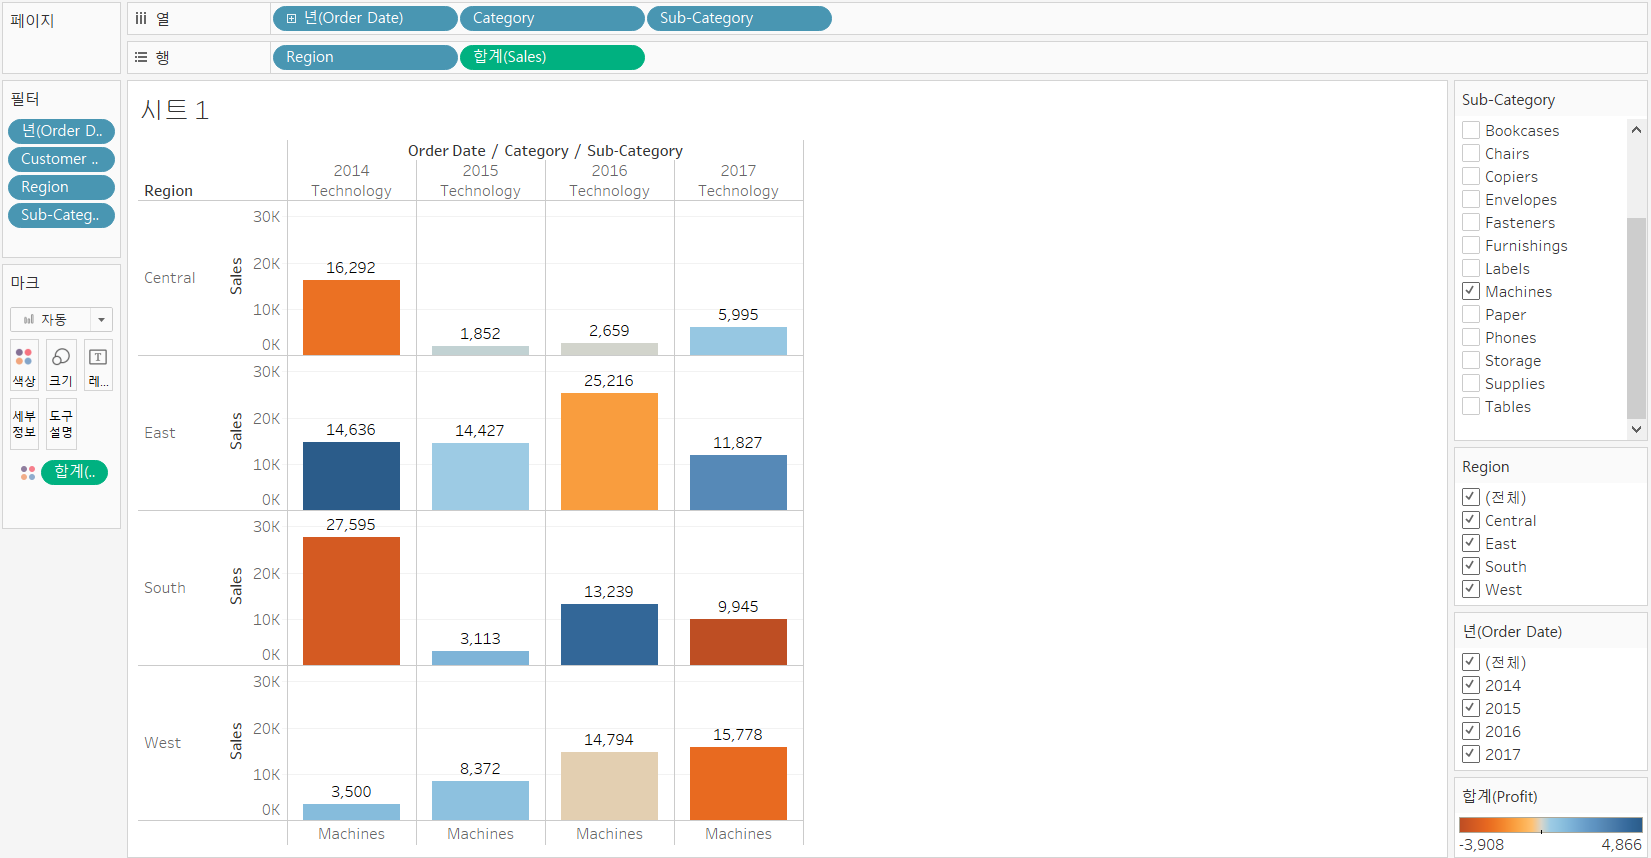 페이지
열
년(Order Date)
Category
Sub-Category
행
Region
합계(Sales)
필터
년(Order D..
Customer ..
Region
Sub-Categ..
마크
자동
색상
크기
레...
세부
정보
도구
설명
합계(..
시트 1
Order Date / Category / Sub-Category
2014 2015 2016 2017
Region Technology Technology Technology Technology
Central
Sales
30K
20K
10K
0K
16,292
1,852
2,659
5,995
East
Sales
30K
20K
10K
0K
14,636
14,427
25,216
11,827
South
Sales
30K
20K
10K
0K
27,595
3,113
13,239
9,945
West
Sales
30K
20K
10K
0K
3,500
8,372
14,794
15,778
Machines Machines Machines Machines
Sub-Category
Bookcases
Chairs
Copiers
Envelopes
Fasteners
Furnishings
Labels
Machines
Paper
Phones
Storage
Supplies
Tables
Region
(전체)
Central
East
South
West
년(Order Date)
(전체)
2014
2015
2016
2017
합계(Profit)
-3,908 4,866